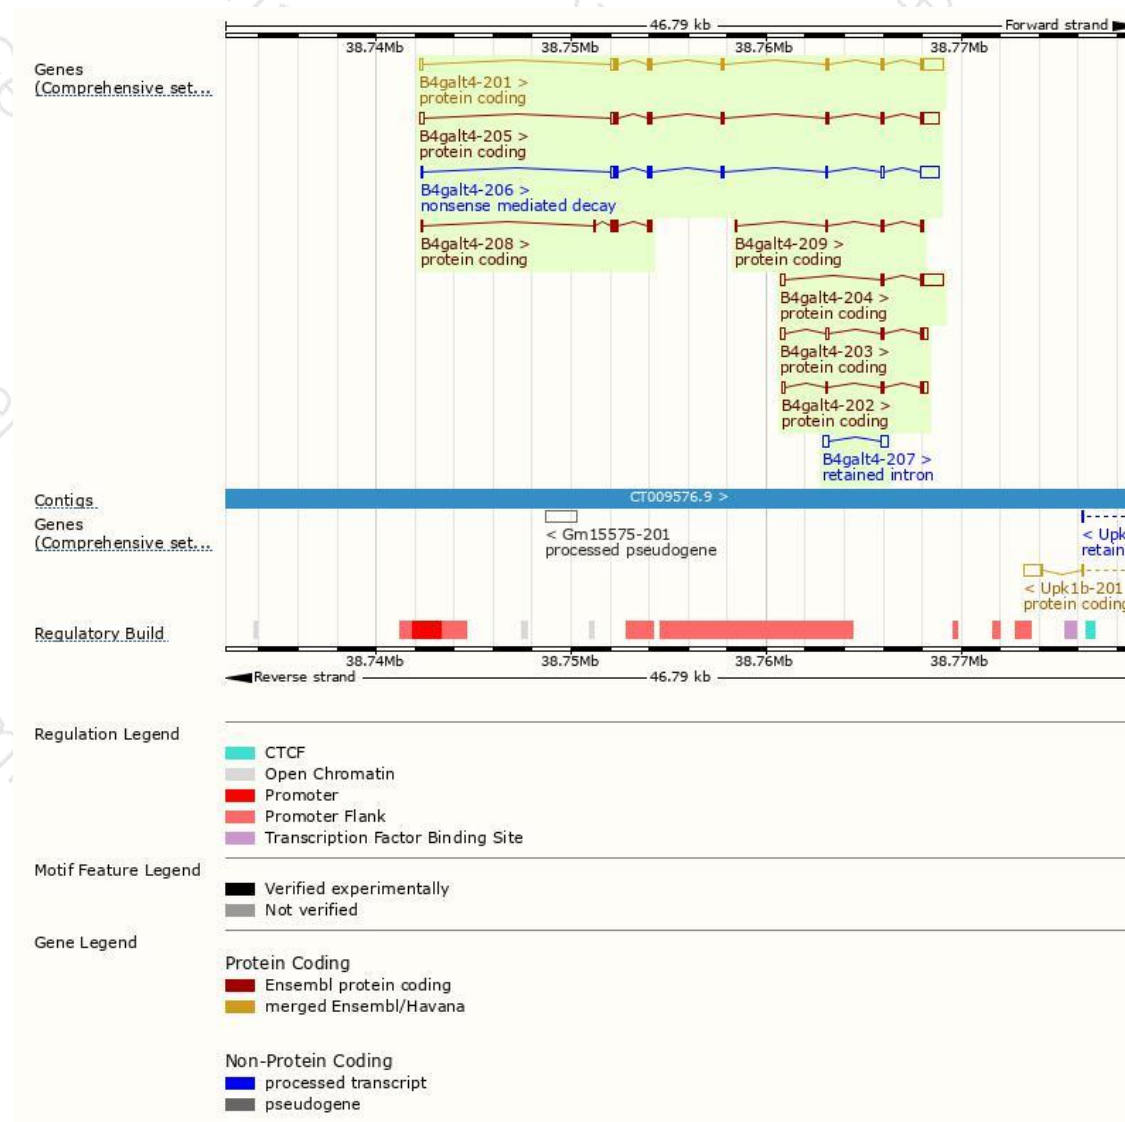 46.79 kb Forward strand
38.74Mb 38.75Mb 38.76Mb 38.77Mb
Genes
(Comprehensive set...
B4galt4-201 >
protein coding
B4galt4-205 >
protein coding
B4galt4-206 >
nonsense mediated decay
B4galt4-208 > B4galt4-209 >
protein coding protein coding
B4galt4-204 >
protein coding
B4galt4-203 >
protein coding
B4galt4-202 >
protein coding
B4galt4-207 >
retained intron
Contigs CT009576.9 >
Genes
(Comprehensive set...
< Gm15575-201 < Upk
processed pseudogene retain
< Upk1b-201
protein coding
Regulatory Build
38.74Mb 38.75Mb 38.76Mb 38.77Mb
Reverse strand 46.79 kb
Regulation Legend
CTCF
Open Chromatin
Promoter
Promoter Flank
Transcription Factor Binding Site
Motif Feature Legend
Verified experimentally
Not verified
Gene Legend
Protein Coding
Ensembl protein coding
merged Ensembl/Havana
Non-Protein Coding
processed transcript
pseudogene